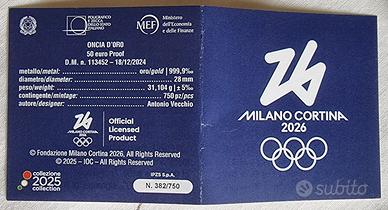 POLIGRAFICO
E ZECCA
DELLO STATO
ITALIANO
MEF
Ministero
dell'Economia
e delle Finanze
ONCIA D'ORO
50 euro Proof
D.M. n. 113452 – 18/12/2024
metallo/metal: oro/gold | 999,9‰
diametro/diameter: 28 mm
peso/weight: 31,104 g | ± 5‰
contingente/mintage: 750 pz/pcs
autore/designer: Antonio Vecchio
MILANO CORTINA
2026
Official
Licensed
Product
© Fondazione Milano Cortina 2026, All Rights Reserved
© 2025 – IOC – All Rights Reserved
collezione
2025
collection
IPZS S.p.A.
N. 382/750
26
MILANO CORTINA
2026
subito